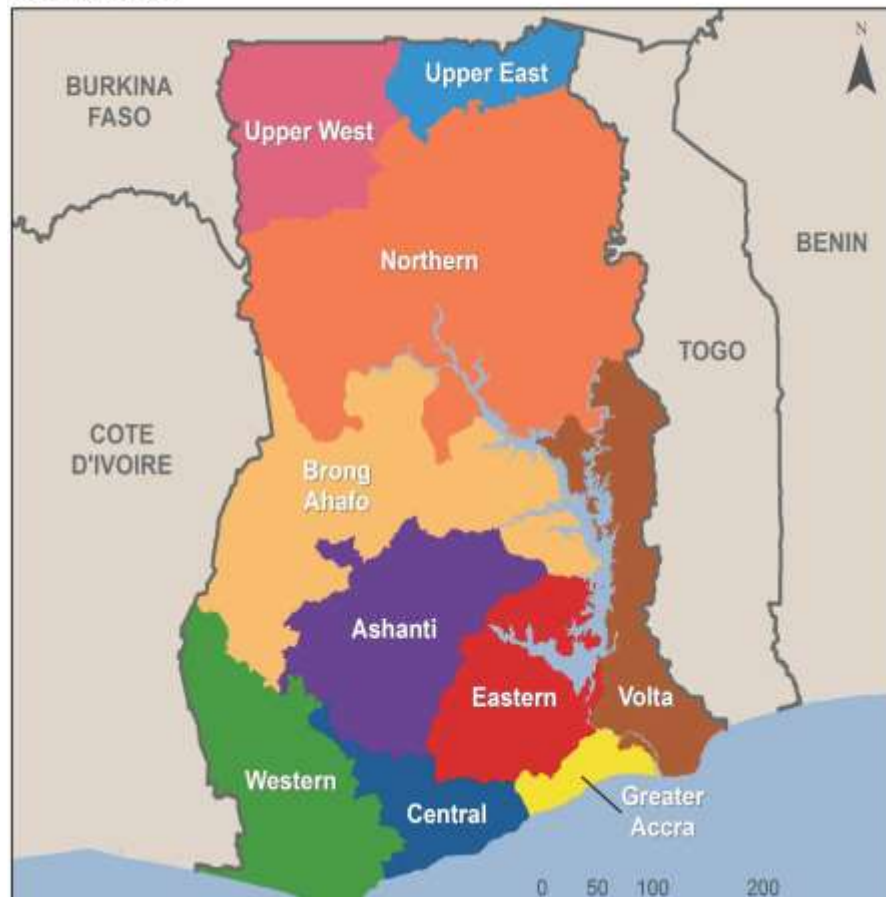 N
Upper East
BURKINA
FASO
Upper West
BENIN
Northern
TOGO
COTE
D'IVOIRE
Brong
Ahafo
Ashanti
Eastern
Volta
Western
Central
Greater
Accra
0 50 100 200